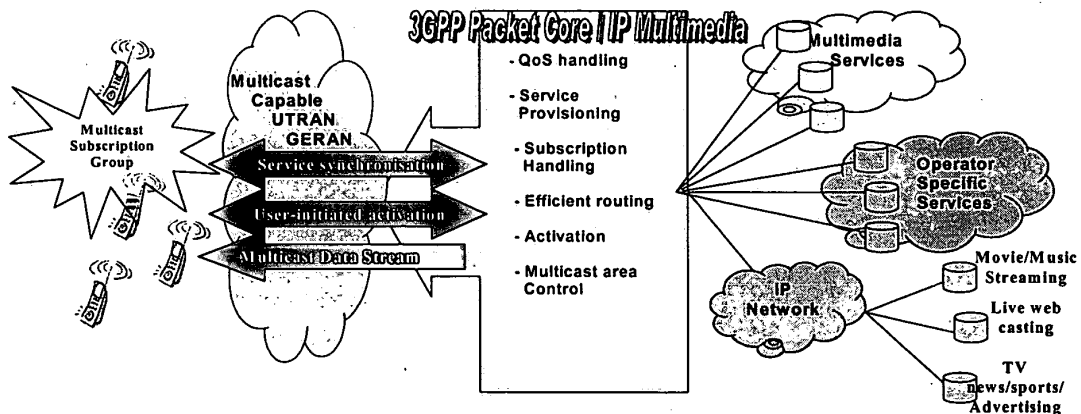 3GPP Packet Core / IP Multimedia
Multicast
Subscription
Group
Multicast
Capable
UTRAN
GERAN
Service synchronisation
User-initiated activation
Multicast Data Stream
- QoS handling
- Service
Provisioning
- Subscription
Handling
- Efficient routing
- Activation
- Multicast area
Control
Multimedia
Services
Operator
Specific
Services
IP
Network
Movie/Music
Streaming
Live web
casting
TV
news/sports/
Advertising